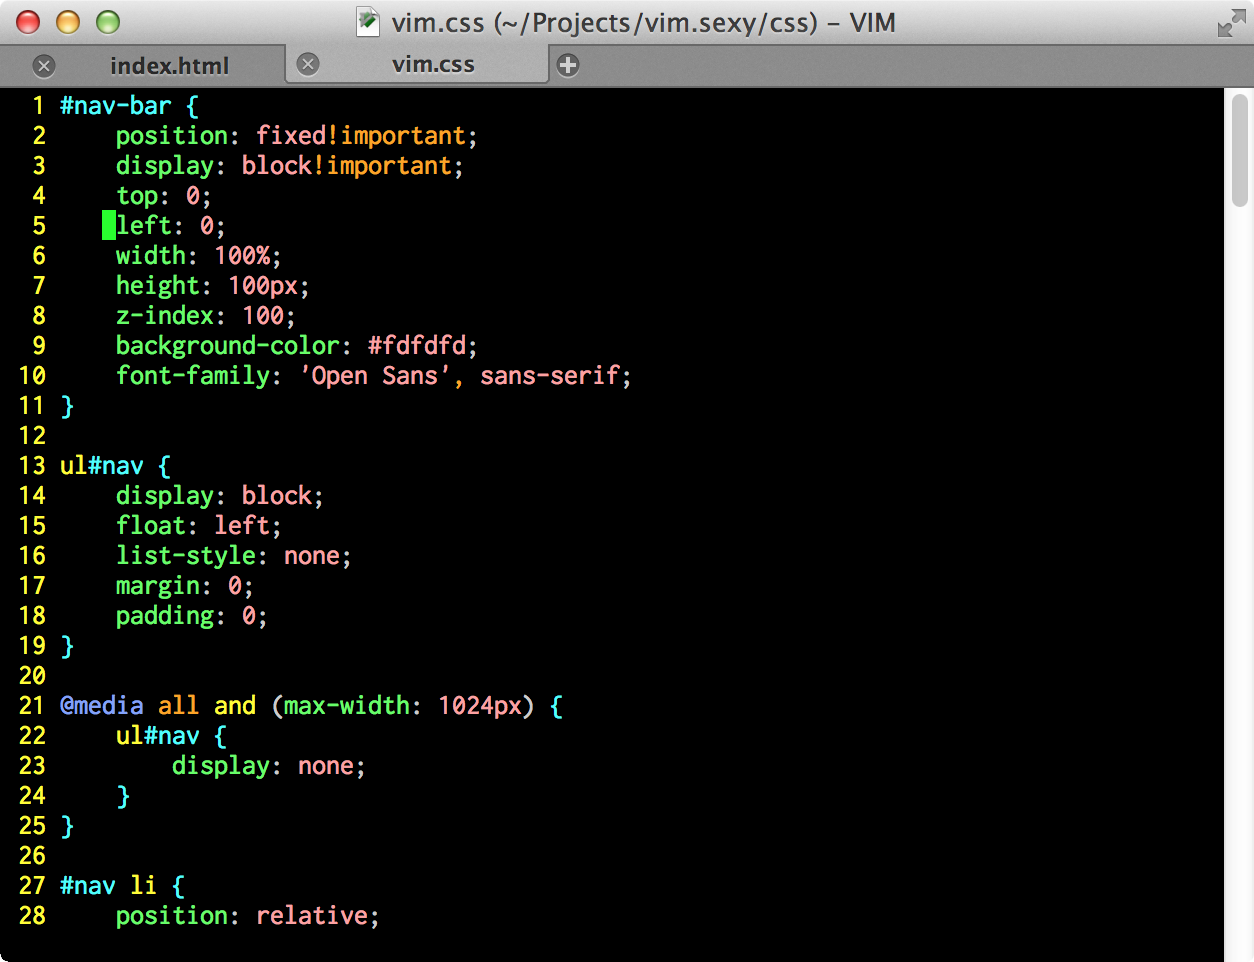 vim.css (~/Projects/vim.sexy/css) – VIM
index.html vim.css
1 #nav-bar {
2     position: fixed!important;
3     display: block!important;
4     top: 0;
5     left: 0;
6     width: 100%;
7     height: 100px;
8     z-index: 100;
9     background-color: #fdfdfd;
10     font-family: 'Open Sans', sans-serif;
11 }
12
13 ul#nav {
14     display: block;
15     float: left;
16     list-style: none;
17     margin: 0;
18     padding: 0;
19 }
20
21 @media all and (max-width: 1024px) {
22     ul#nav {
23         display: none;
24     }
25 }
26
27 #nav li {
28     position: relative;